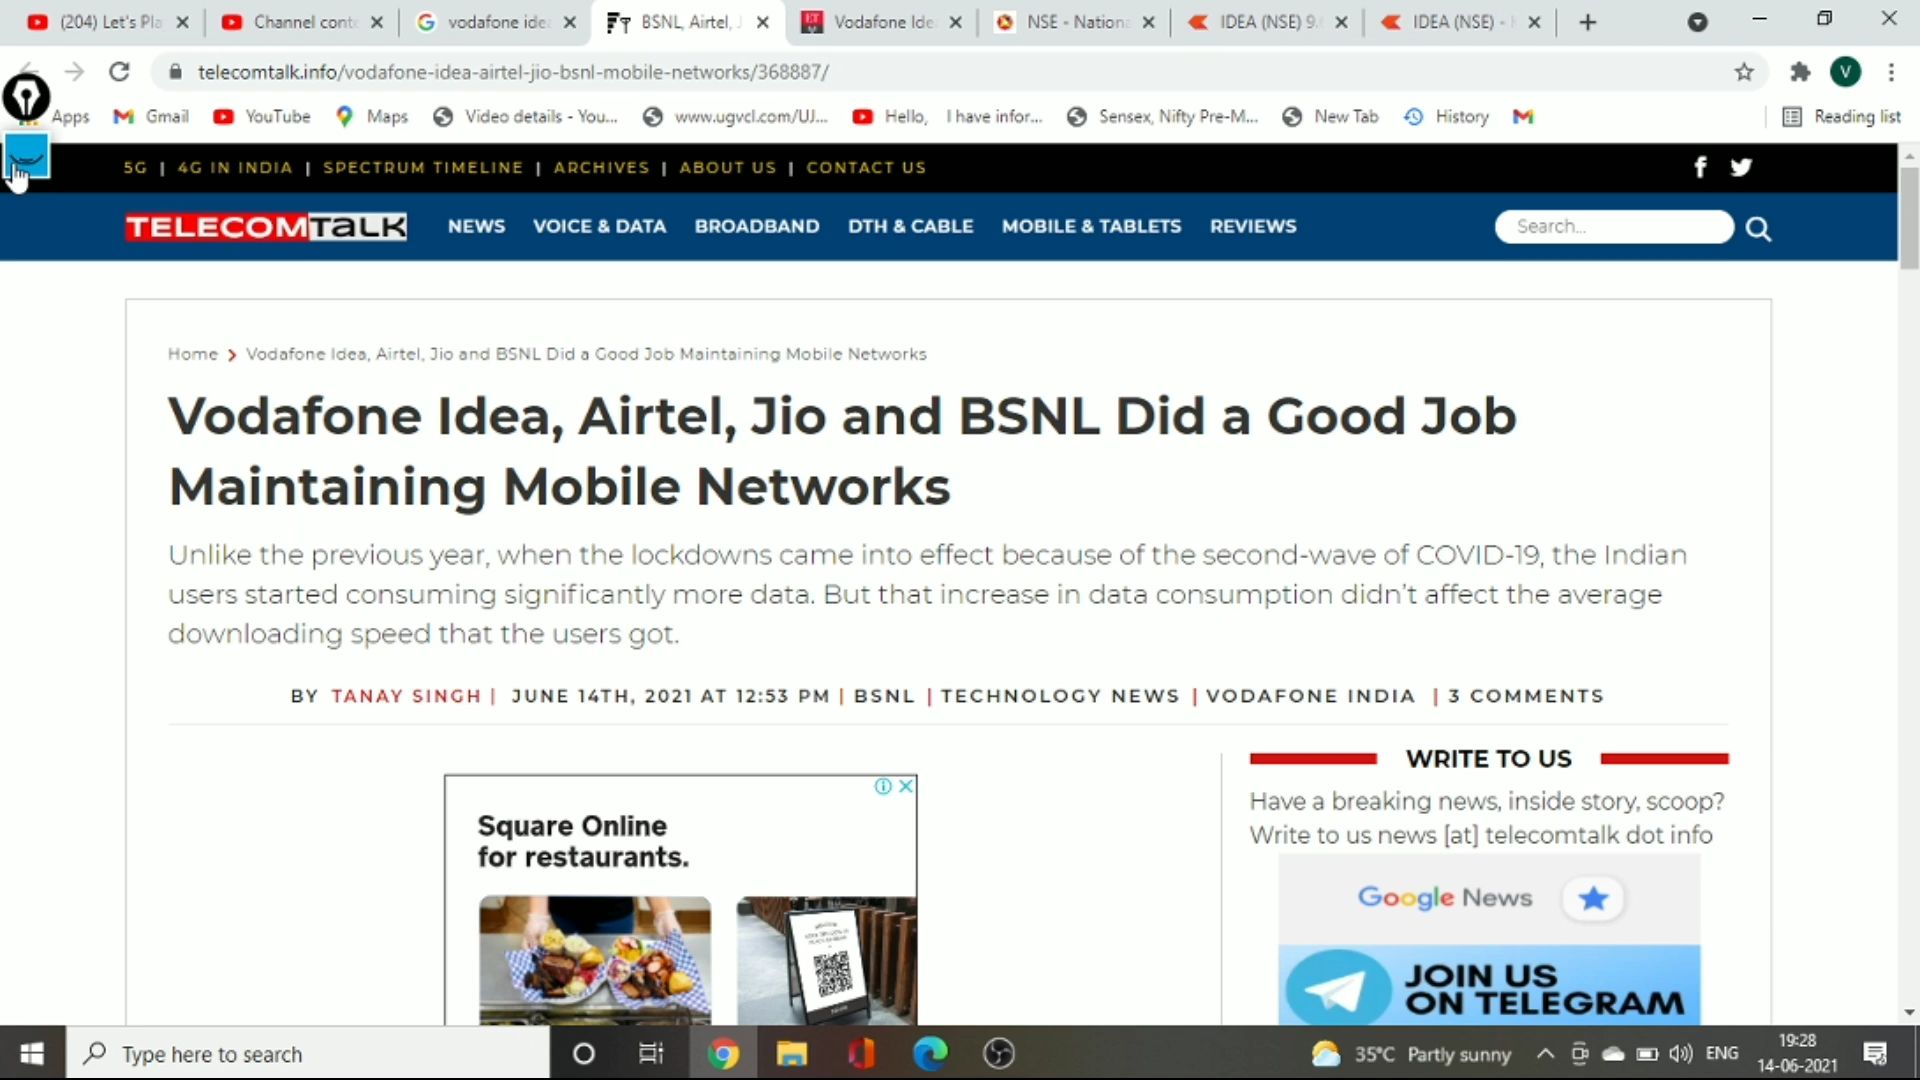 (204) Let's Pla
Channel conte
vodafone idea
BSNL, Airtel, J
Vodafone Idea
NSE - Nationa
IDEA (NSE) 9.
IDEA (NSE) -
telecomtalk.info/vodafone-idea-airtel-jio-bsnl-mobile-networks/368887/
V
Apps
Gmail
YouTube
Maps
Video details - You...
www.ugvcl.com/UJ...
Hello, I have infor...
Sensex, Nifty Pre-M...
New Tab
History
Reading list
5G | 4G IN INDIA | SPECTRUM TIMELINE | ARCHIVES | ABOUT US | CONTACT US
TELECOMTALK
NEWS VOICE & DATA BROADBAND DTH & CABLE MOBILE & TABLETS REVIEWS
Search...
Home > Vodafone Idea, Airtel, Jio and BSNL Did a Good Job Maintaining Mobile Networks
Vodafone Idea, Airtel, Jio and BSNL Did a Good Job
Maintaining Mobile Networks
Unlike the previous year, when the lockdowns came into effect because of the second-wave of COVID-19, the Indian
users started consuming significantly more data. But that increase in data consumption didn't affect the average
downloading speed that the users got.
BY TANAY SINGH | JUNE 14TH, 2021 AT 12:53 PM | BSNL | TECHNOLOGY NEWS | VODAFONE INDIA | 3 COMMENTS
Square Online
for restaurants.
WRITE TO US
Have a breaking news, inside story, scoop?
Write to us news [at] telecomtalk dot info
Google News
JOIN US
ON TELEGRAM
Type here to search
35°C Partly sunny
ENG
19:28
14-06-2021